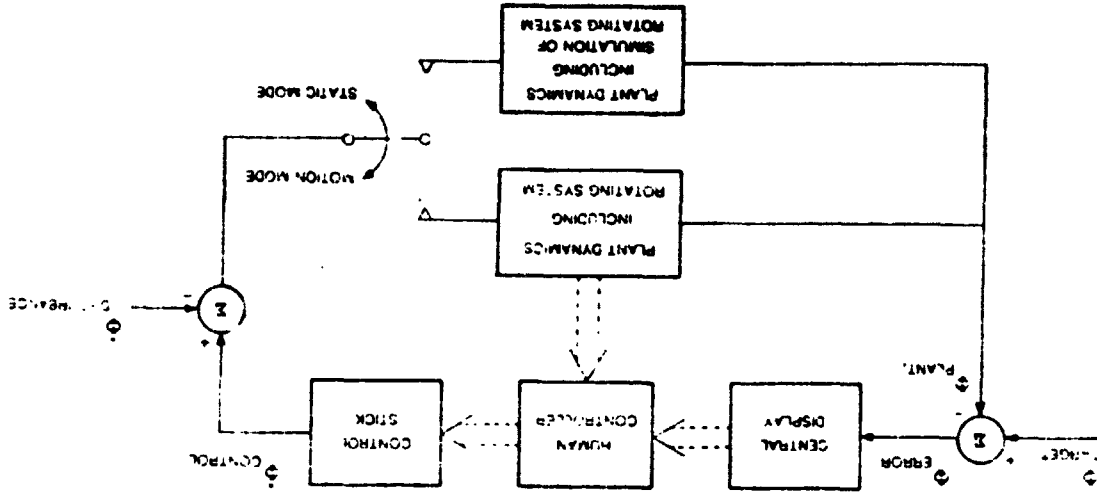 Φ
+
Σ
-
Φ
ERROR
CENTRAL
DISPLAY
HUMAN
CONTROLLER
CONTROL
STICK
Φ̇
CONTROL
Φ
PLANT
+
Σ
-
Φ̇
PLANT DYNAMICS
INCLUDING
ROTATING SYSTEM
MOTION MODE
STATIC MODE
PLANT DYNAMICS
INCLUDING
SIMULATION OF
ROTATING SYSTEM